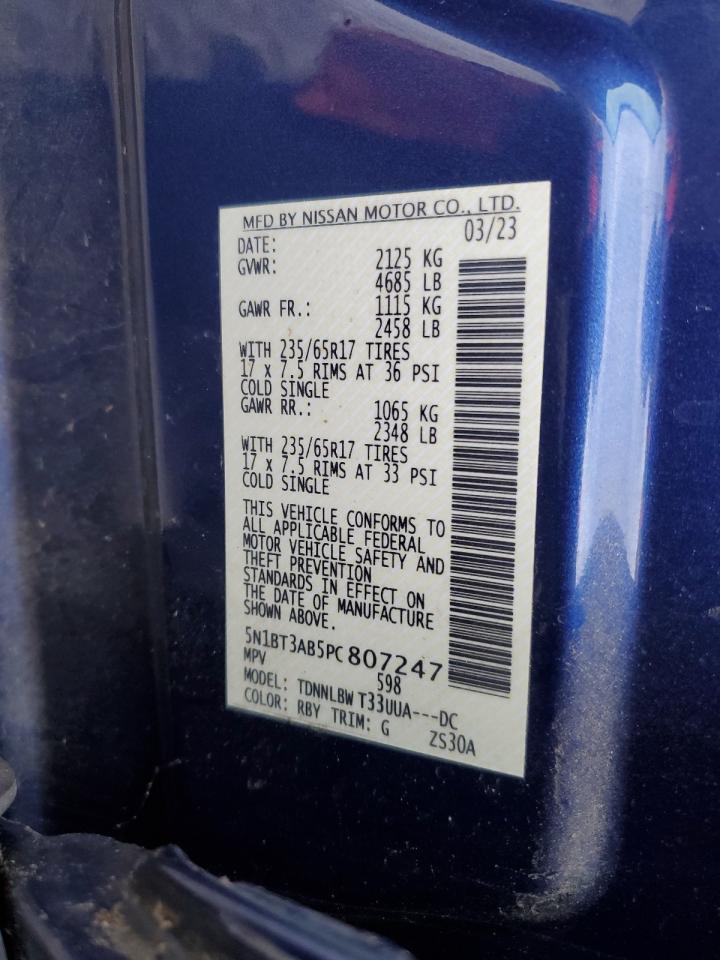 MFD BY NISSAN MOTOR CO., LTD.
DATE: 03/23
GVWR: 2125 KG
4685 LB
GAWR FR.: 1115 KG
2458 LB
WITH 235/65R17 TIRES
17 x 7.5 RIMS AT 36 PSI
COLD SINGLE
GAWR RR.: 1065 KG
2348 LB
WITH 235/65R17 TIRES
17 x 7.5 RIMS AT 33 PSI
COLD SINGLE
THIS VEHICLE CONFORMS TO
ALL APPLICABLE FEDERAL
MOTOR VEHICLE SAFETY AND
THEFT PREVENTION
STANDARDS IN EFFECT ON
THE DATE OF MANUFACTURE
SHOWN ABOVE.
5N1BT3AB5PC807247
MPV 598
MODEL: TDNNLBW T33UUA---DC
COLOR: RBY TRIM: G ZS30A